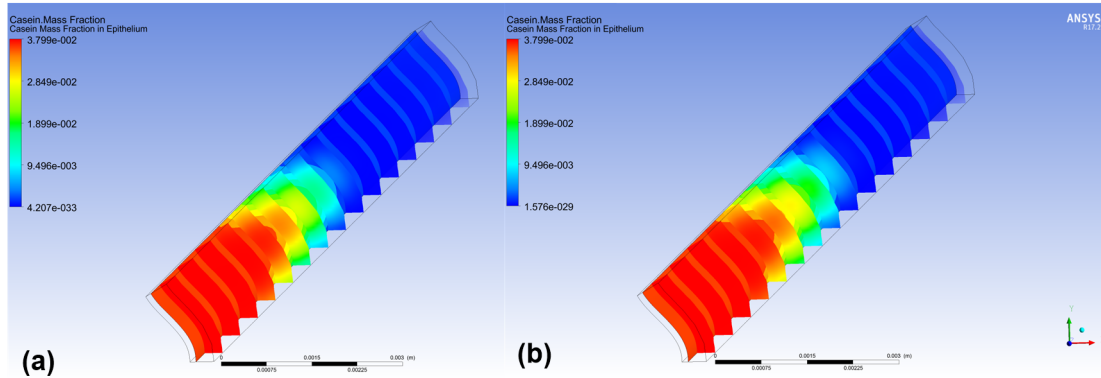 Casein.Mass Fraction
Casein Mass Fraction in Epithelium
3.799e-002
2.849e-002
1.899e-002
9.496e-003
4.207e-033
(a)
0 0.0015 0.003 (m)
0.00075 0.00225
Casein.Mass Fraction
Casein Mass Fraction in Epithelium
3.799e-002
2.849e-002
1.899e-002
9.496e-003
1.576e-029
ANSYS
R17.2
(b)
0 0.0015 0.003 (m)
0.00075 0.00225
Y